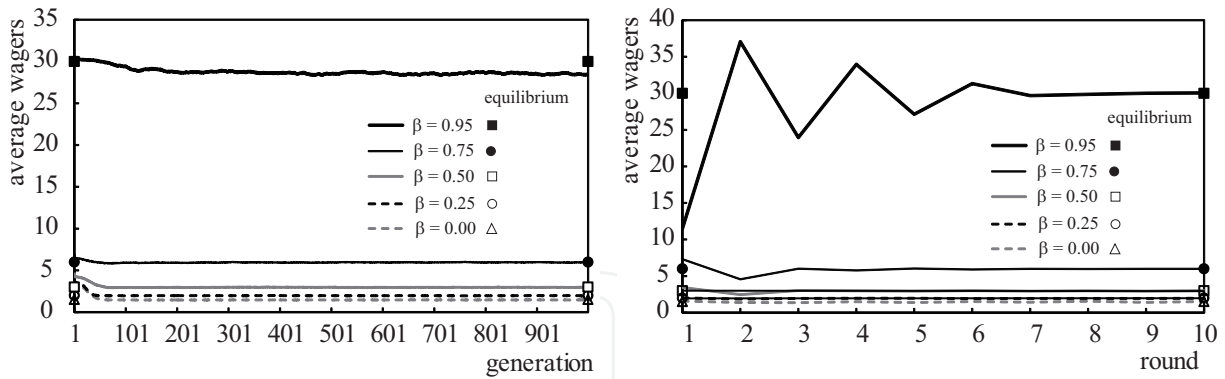 average wagers
35
30
25
20
15
10
5
0
equilibrium
β = 0.95
β = 0.75
β = 0.50
β = 0.25
β = 0.00
1 101 201 301 401 501 601 701 801 901
generation
average wagers
40
35
30
25
20
15
10
5
0
equilibrium
β = 0.95
β = 0.75
β = 0.50
β = 0.25
β = 0.00
1 2 3 4 5 6 7 8 9 10
round